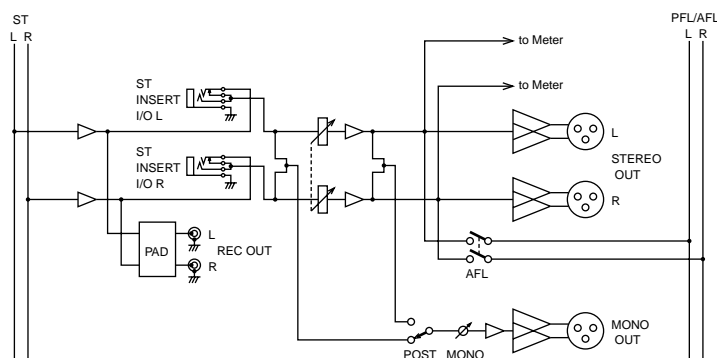 ST
L R
PFL/AFL
L R
to Meter
to Meter
ST
INSERT
I/O L
ST
INSERT
I/O R
L
STEREO
OUT
R
PAD
L
REC OUT
R
AFL
MONO
OUT
POST MONO